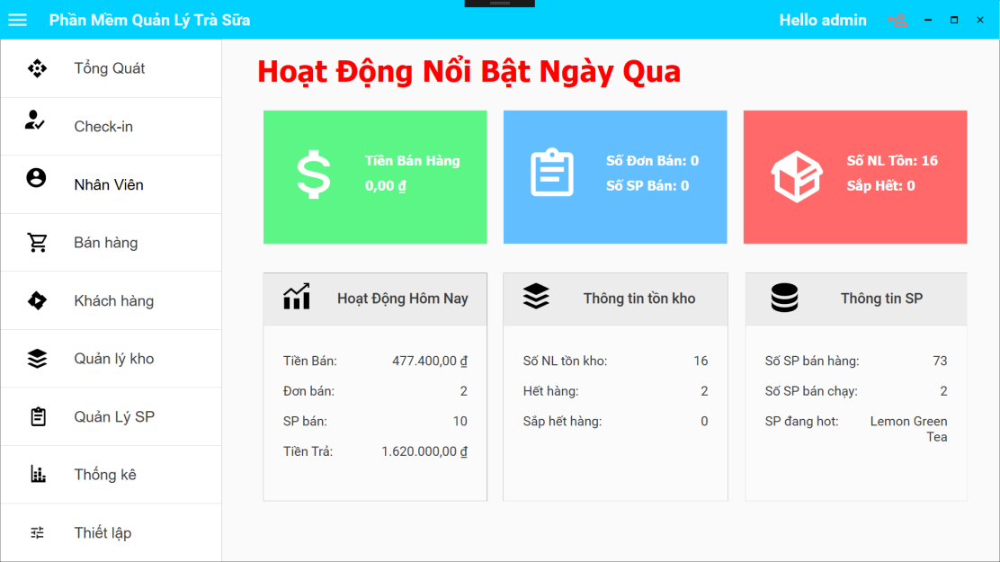 Phần Mềm Quản Lý Trà Sữa
Hello admin
Tổng Quát
Check-in
Nhân Viên
Bán hàng
Khách hàng
Quản lý kho
Quản Lý SP
Thống kê
Thiết lập
Hoạt Động Nổi Bật Ngày Qua
Tiền Bán Hàng
0,00 ₫
Số Đơn Bán: 0
Số SP Bán: 0
Số NL Tồn: 16
Sắp Hết: 0
Hoạt Động Hôm Nay
Tiền Bán: 477.400,00 ₫
Đơn bán: 2
SP bán: 10
Tiền Trả: 1.620.000,00 ₫
Thông tin tồn kho
Số NL tồn kho: 16
Hết hàng: 2
Sắp hết hàng: 0
Thông tin SP
Số SP bán hàng: 73
Số SP bán chạy: 2
SP đang hot: Lemon Green
Tea